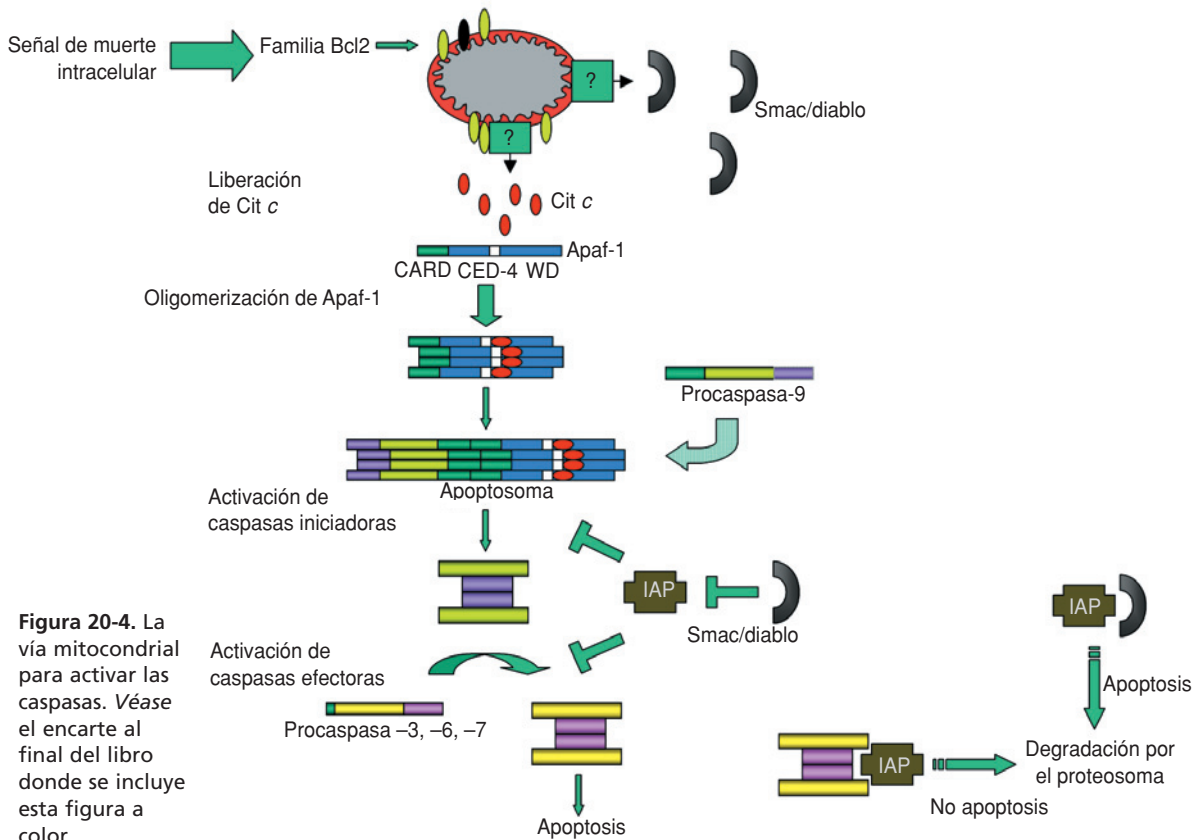 Señal de muerte
intracelular
Familia Bcl2
?
?
Smac/diablo
Liberación
de Cit c
Cit c
Apaf-1
CARD CED-4 WD
Oligomerización de Apaf-1
Procaspasa-9
Apoptosoma
Activación de
caspasas iniciadoras
IAP
Smac/diablo
IAP
Activación de
caspasas efectoras
Procaspasa –3, –6, –7
Apoptosis
Apoptosis
IAP
Degradación por
el proteosoma
No apoptosis
Figura 20-4. La
vía mitocondrial
para activar las
caspasas. Véase
el encarte al
final del libro
donde se incluye
esta figura a
color.